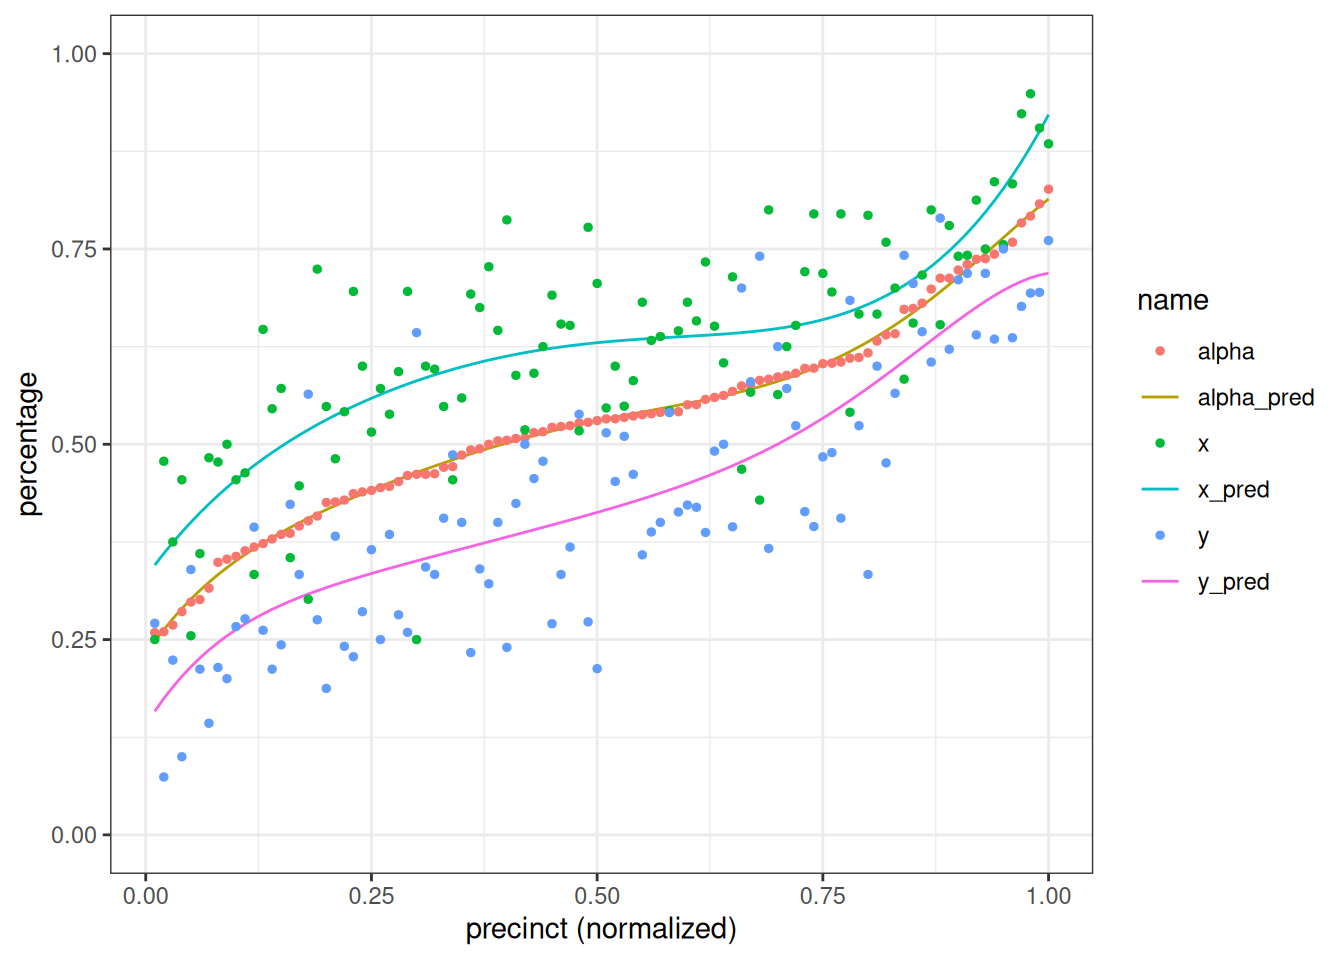 1.00
0.75
0.50
0.25
0.00
percentage
0.00 0.25 0.50 0.75 1.00
precinct (normalized)
name
alpha
alpha_pred
x
x_pred
y
y_pred